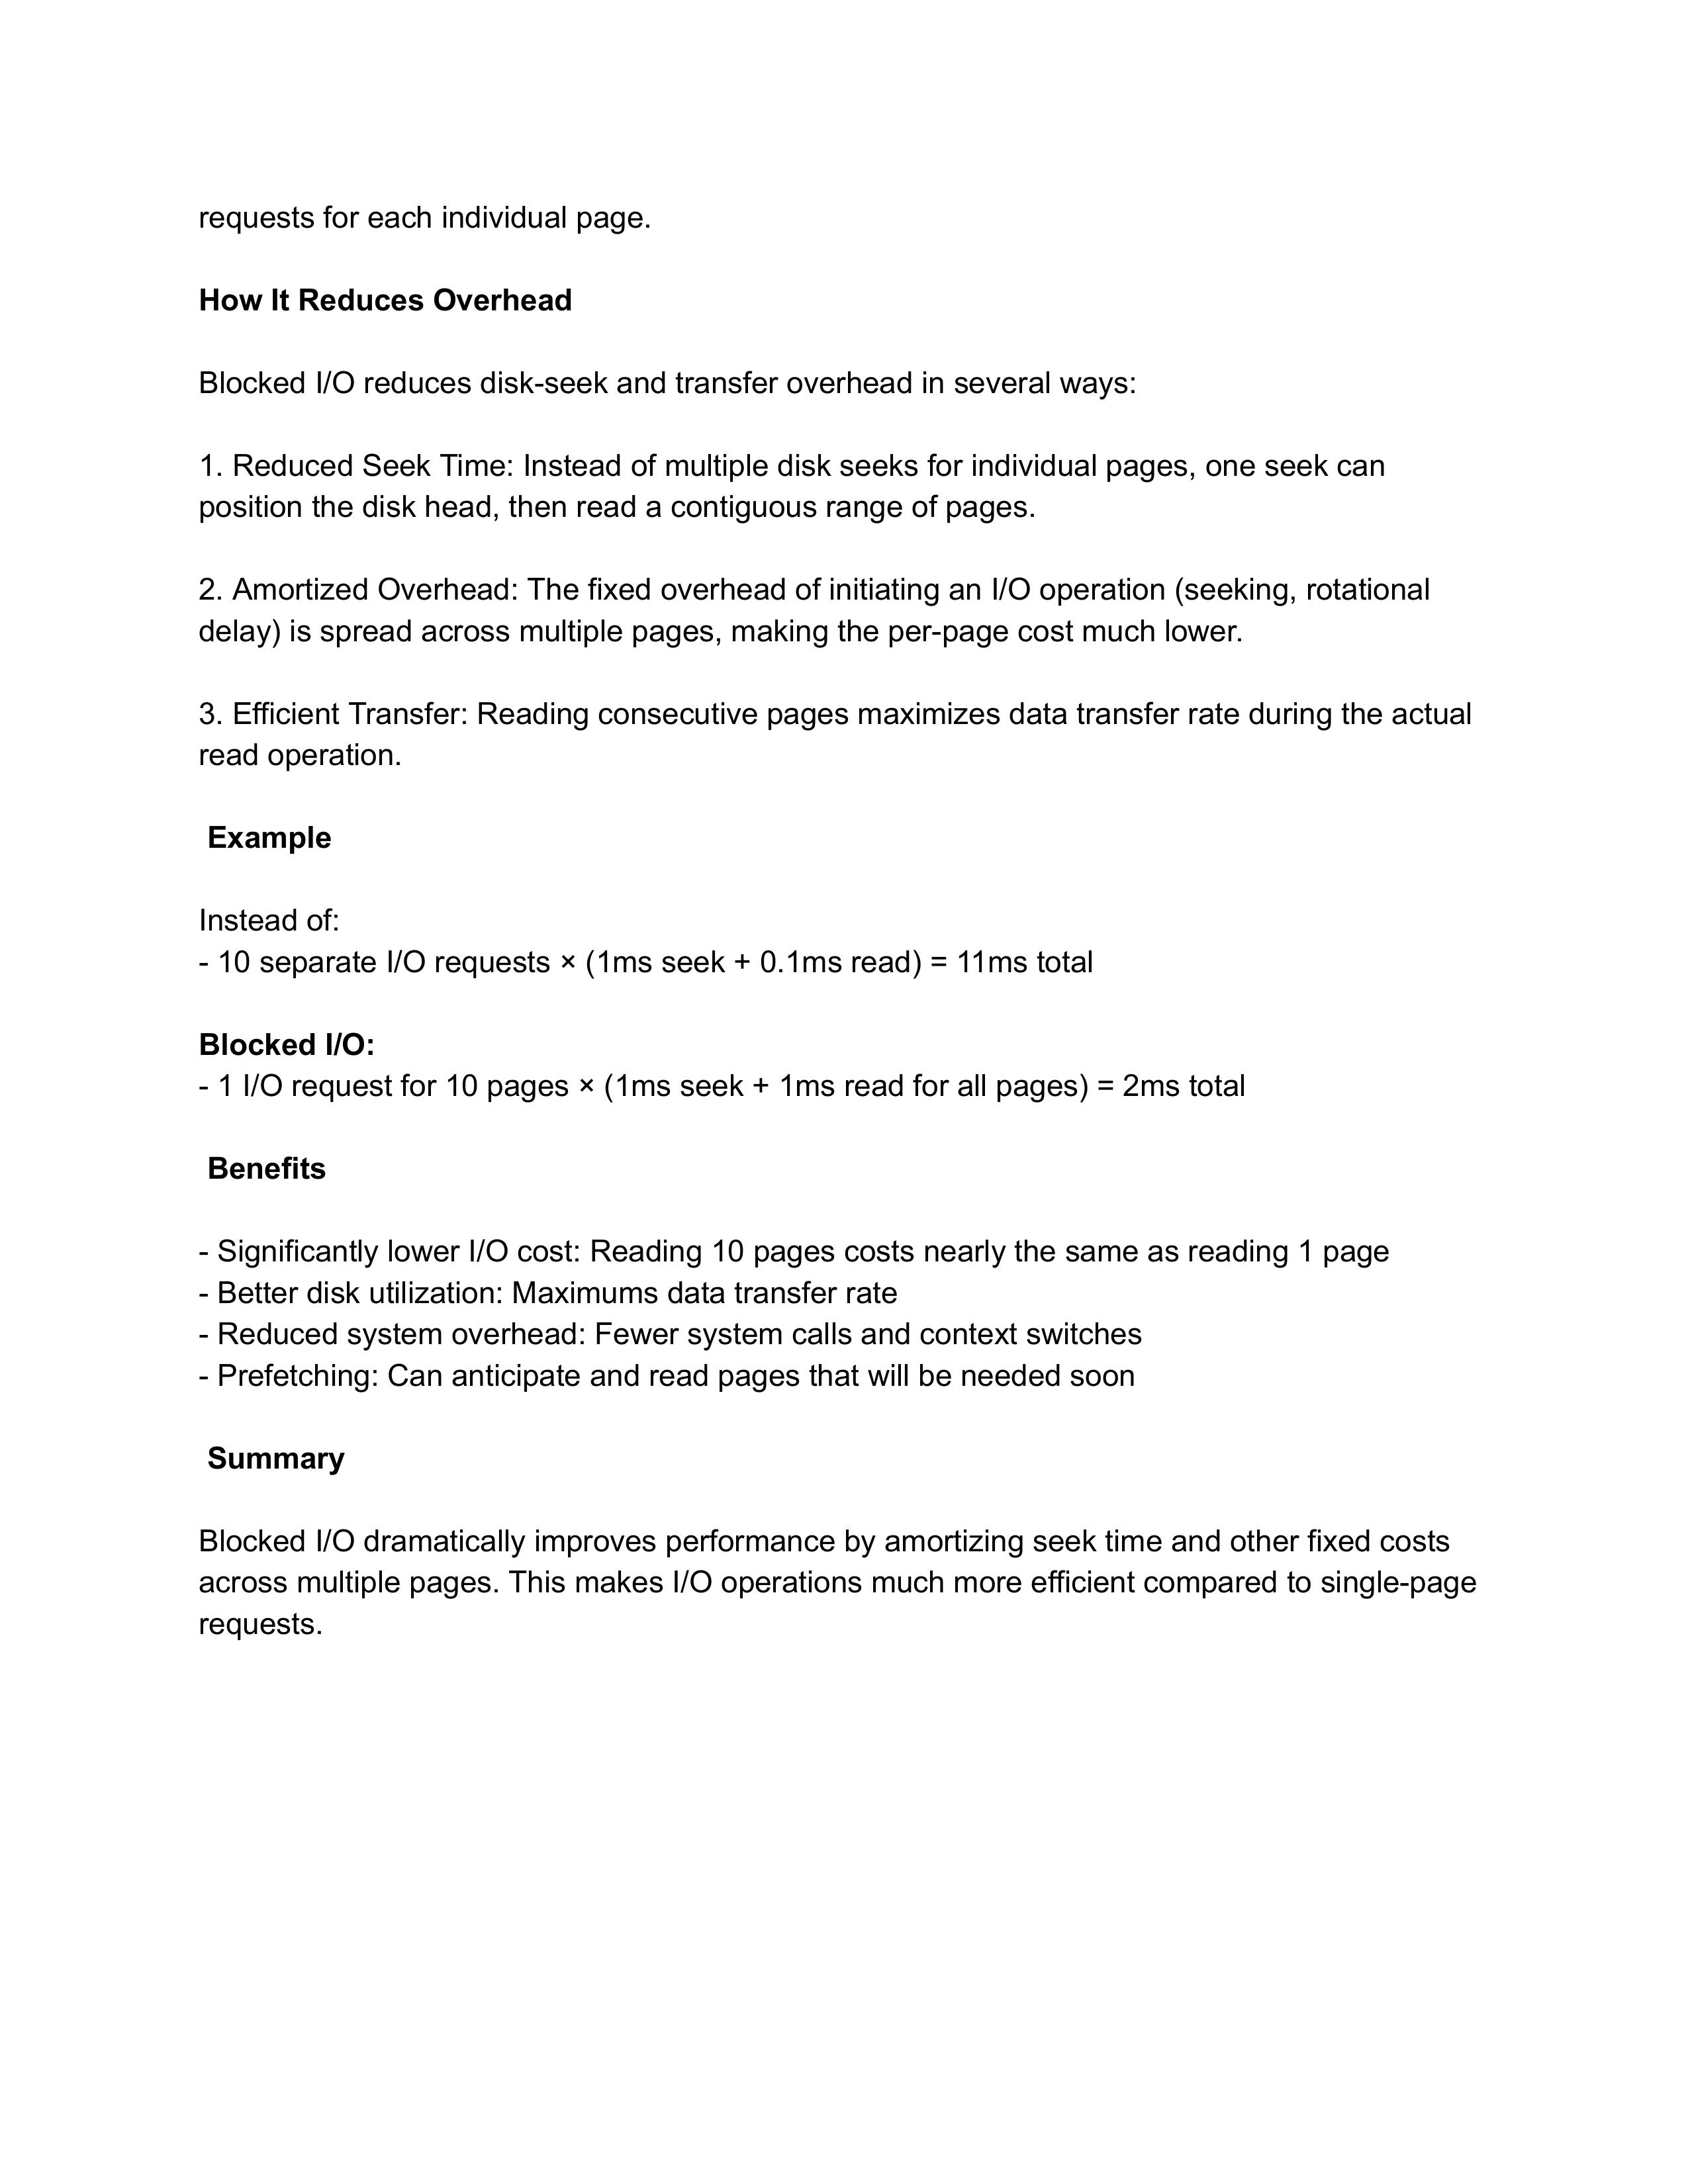 requests for each individual page.
How It Reduces Overhead
Blocked I/O reduces disk-seek and transfer overhead in several ways:
1. Reduced Seek Time: Instead of multiple disk seeks for individual pages, one seek can
position the disk head, then read a contiguous range of pages.
2. Amortized Overhead: The fixed overhead of initiating an I/O operation (seeking, rotational
delay) is spread across multiple pages, making the per-page cost much lower.
3. Efficient Transfer: Reading consecutive pages maximizes data transfer rate during the actual
read operation.
Example
Instead of:
- 10 separate I/O requests × (1ms seek + 0.1ms read) = 11ms total
Blocked I/O:
- 1 I/O request for 10 pages × (1ms seek + 1ms read for all pages) = 2ms total
Benefits
- Significantly lower I/O cost: Reading 10 pages costs nearly the same as reading 1 page
- Better disk utilization: Maximums data transfer rate
- Reduced system overhead: Fewer system calls and context switches
- Prefetching: Can anticipate and read pages that will be needed soon
Summary
Blocked I/O dramatically improves performance by amortizing seek time and other fixed costs
across multiple pages. This makes I/O operations much more efficient compared to single-page
requests.